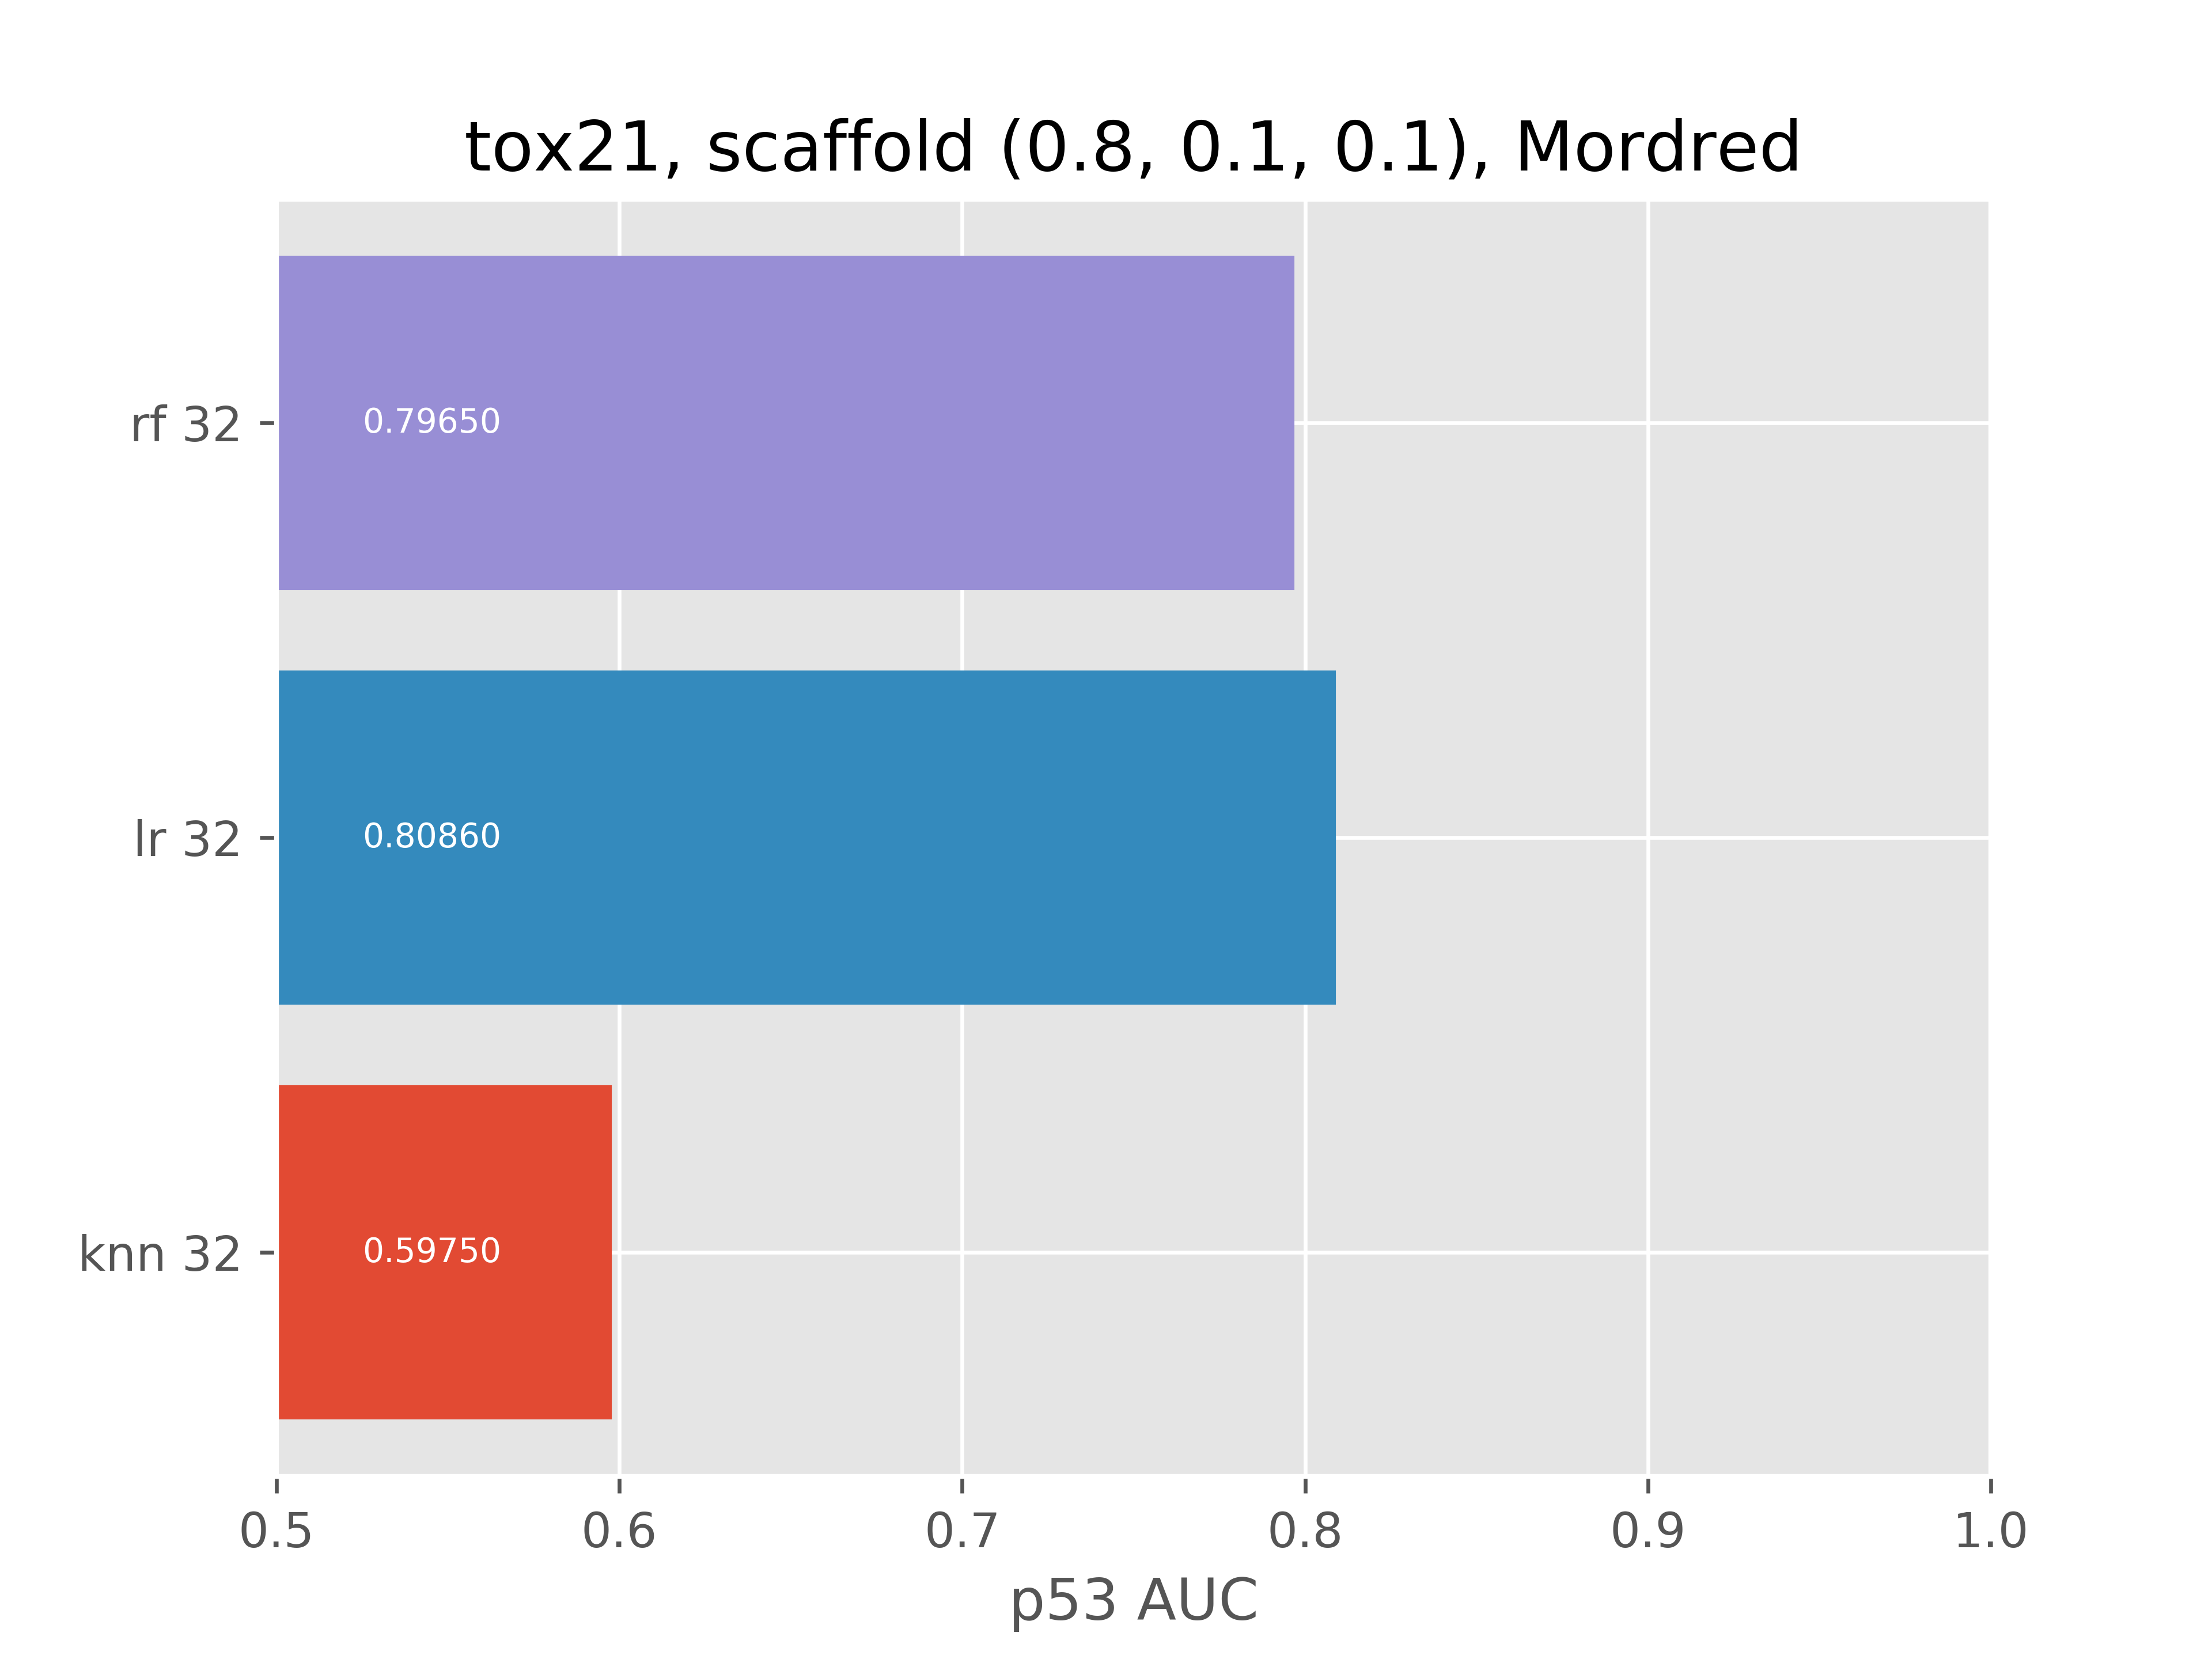 tox21, scaffold (0.8, 0.1, 0.1), Mordred
rf 32
0.79650
lr 32
0.80860
knn 32
0.59750
0.5 0.6 0.7 0.8 0.9 1.0
p53 AUC